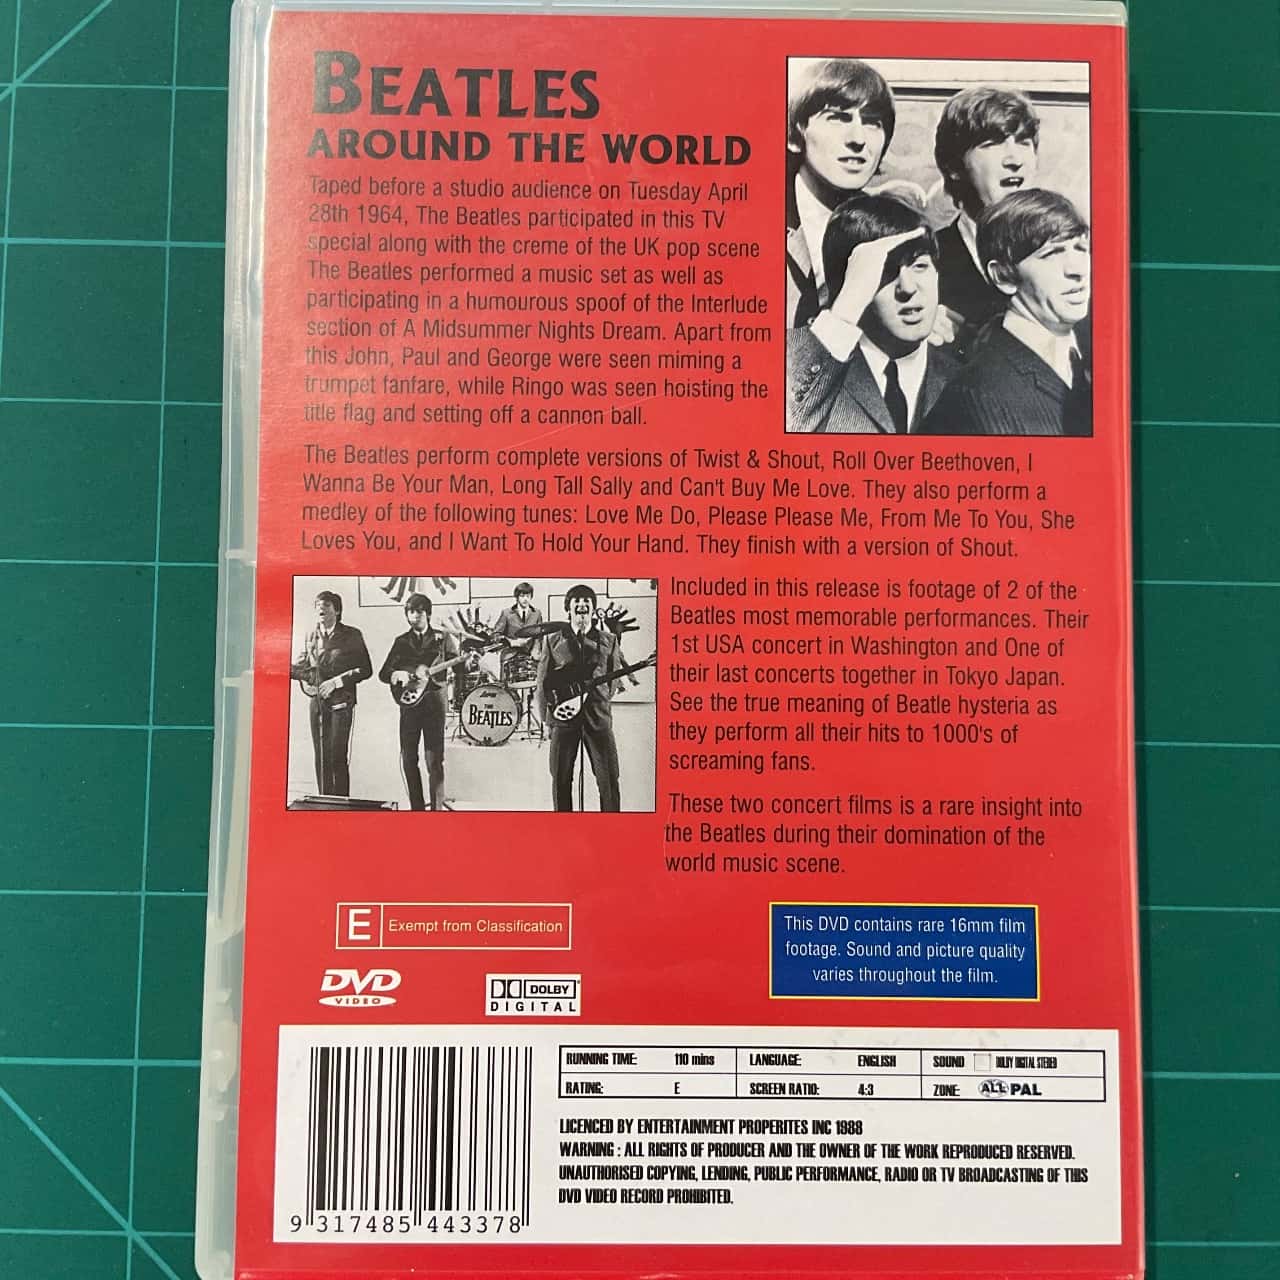 BEATLES
AROUND THE WORLD
Taped before a studio audience on Tuesday April
28th 1964, The Beatles participated in this TV
special along with the creme of the UK pop scene
The Beatles performed a music set as well as
participating in a humourous spoof of the Interlude
section of A Midsummer Nights Dream. Apart from
this John, Paul and George were seen miming a
trumpet fanfare, while Ringo was seen hoisting the
title flag and setting off a cannon ball.
The Beatles perform complete versions of Twist & Shout, Roll Over Beethoven, I
Wanna Be Your Man, Long Tall Sally and Can't Buy Me Love. They also perform a
medley of the following tunes: Love Me Do, Please Please Me, From Me To You, She
Loves You, and I Want To Hold Your Hand. They finish with a version of Shout.
THE
BEATLES
Included in this release is footage of 2 of the
Beatles most memorable performances. Their
1st USA concert in Washington and One of
their last concerts together in Tokyo Japan.
See the true meaning of Beatle hysteria as
they perform all their hits to 1000's of
screaming fans.
These two concert films is a rare insight into
the Beatles during their domination of the
world music scene.
E Exempt from Classification
This DVD contains rare 16mm film
footage. Sound and picture quality
varies throughout the film.
DVD
VIDEO
DOLBY
DIGITAL
RUNNING TIME: 110 mins LANGUAGE: ENGLISH SOUND DOLBY DIGITAL STEREO
RATING: E SCREEN RATIO: 4:3 ZONE: ALL PAL
LICENCED BY ENTERTAINMENT PROPERITES INC 1988
WARNING : ALL RIGHTS OF PRODUCER AND THE OWNER OF THE WORK REPRODUCED RESERVED.
UNAUTHORISED COPYING, LENDING, PUBLIC PERFORMANCE, RADIO OR TV BROADCASTING OF THIS
DVD VIDEO RECORD PROHIBITED.
9 317485 443378